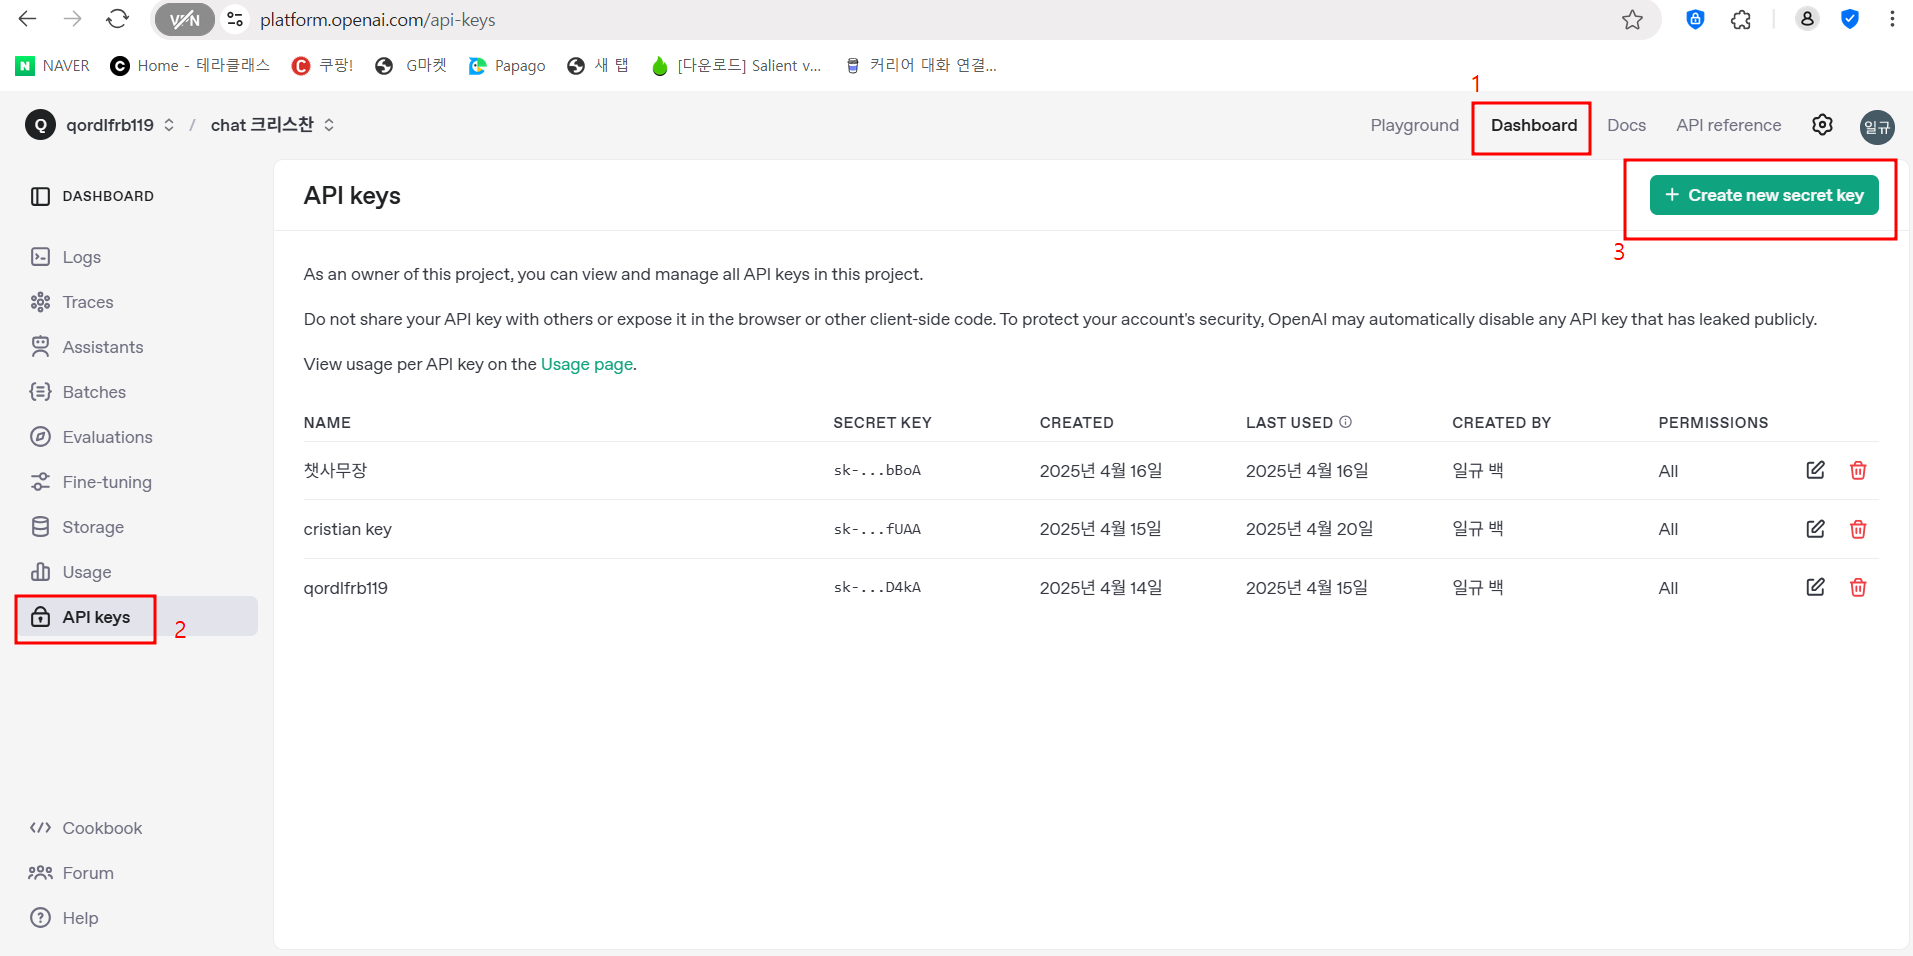 VPN platform.openai.com/api-keys
N NAVER C Home - 테라클래스 C 쿠팡! G마켓 Papago 새 탭 [다운로드] Salient v... 커리어 대화 연결...
1
Q qordlfrb119 / chat 크리스찬 Playground Dashboard Docs API reference 일규
DASHBOARD
API keys
+ Create new secret key
3
Logs
Traces
Assistants
Batches
Evaluations
Fine-tuning
Storage
Usage
API keys 2
Cookbook
Forum
Help
As an owner of this project, you can view and manage all API keys in this project.
Do not share your API key with others or expose it in the browser or other client-side code. To protect your account's security, OpenAI may automatically disable any API key that has leaked publicly.
View usage per API key on the Usage page.
NAME SECRET KEY CREATED LAST USED CREATED BY PERMISSIONS
챗사무장 sk-...bBoA 2025년 4월 16일 2025년 4월 16일 일규 백 All
cristian key sk-...fUAA 2025년 4월 15일 2025년 4월 20일 일규 백 All
qordlfrb119 sk-...D4kA 2025년 4월 14일 2025년 4월 15일 일규 백 All